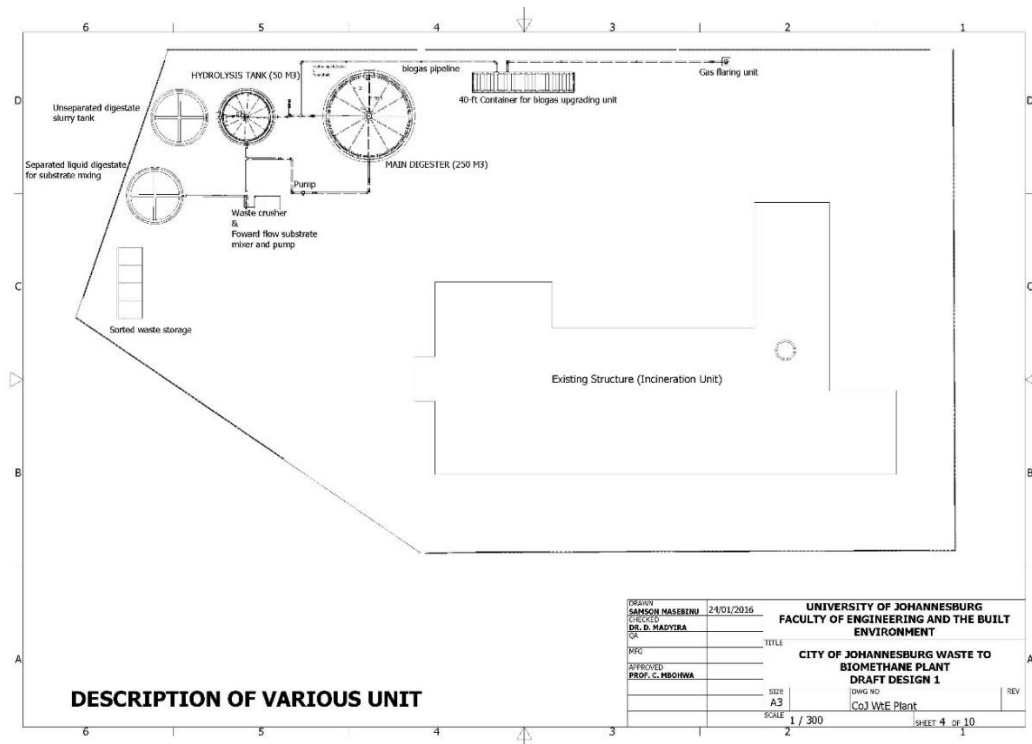 6 5 4 3 2 1
D D
C C
B B
A A
6 5 4 3 2 1
HYDROLYSIS TANK (50 M3)
biogas pipeline
Gas flaring unit
40-ft Container for biogas upgrading unit
Unseparated digestate
slurry tank
MAIN DIGESTER (250 M3)
Separated liquid digestate
for substrate mxing
Pump
Waste crusher
&
Foward flow substrate
mixer and pump
Sorted waste storage
Existing Structure (Incineration Unit)
DESCRIPTION OF VARIOUS UNIT
DRAWN
SAMSON MASEBINU 24/01/2016
CHECKED
DR. D. MADYIRA
QA
MFG
APPROVED
PROF. C. MBOHWA
UNIVERSITY OF JOHANNESBURG
FACULTY OF ENGINEERING AND THE BUILT
ENVIRONMENT
TITLE
CITY OF JOHANNESBURG WASTE TO
BIOMETHANE PLANT
DRAFT DESIGN 1
SIZE
A3
DWG NO
CoJ WtE Plant
REV
SCALE 1 / 300
SHEET 4 OF 10